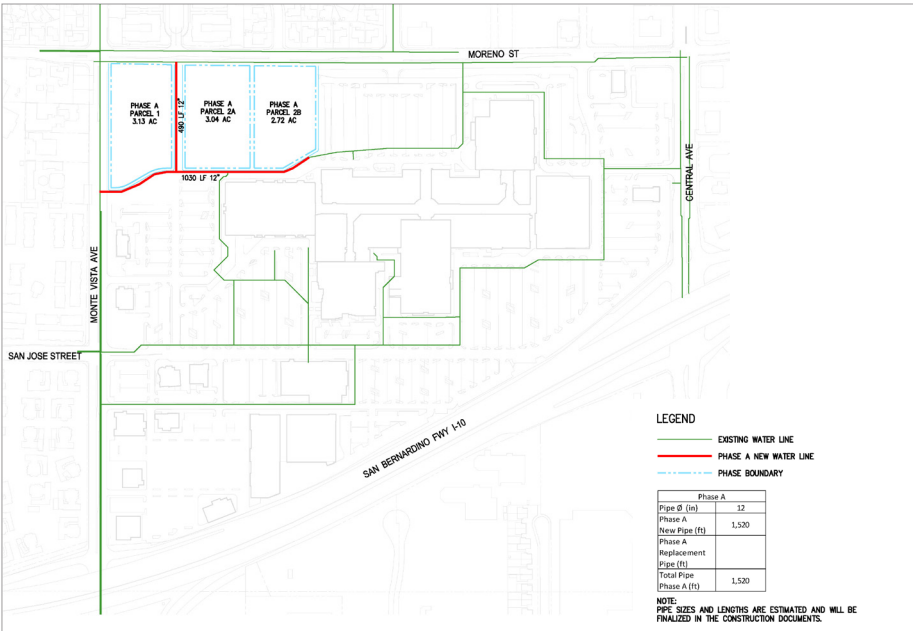 MORENO ST
PHASE A
PARCEL 1
3.13 AC
490 LF 12"
PHASE A
PARCEL 2A
3.04 AC
PHASE A
PARCEL 2B
2.72 AC
1030 LF 12"
CENTRAL AVE
MONTE VISTA AVE
SAN JOSE STREET
SAN BERNARDINO FWY I-10
LEGEND
EXISTING WATER LINE
PHASE A NEW WATER LINE
PHASE BOUNDARY
Phase A
Pipe Ø (in) 12
Phase A
New Pipe (ft) 1,520
Phase A
Replacement
Pipe (ft)
Total Pipe
Phase A (ft) 1,520
NOTE:
PIPE SIZES AND LENGTHS ARE ESTIMATED AND WILL BE
FINALIZED IN THE CONSTRUCTION DOCUMENTS.